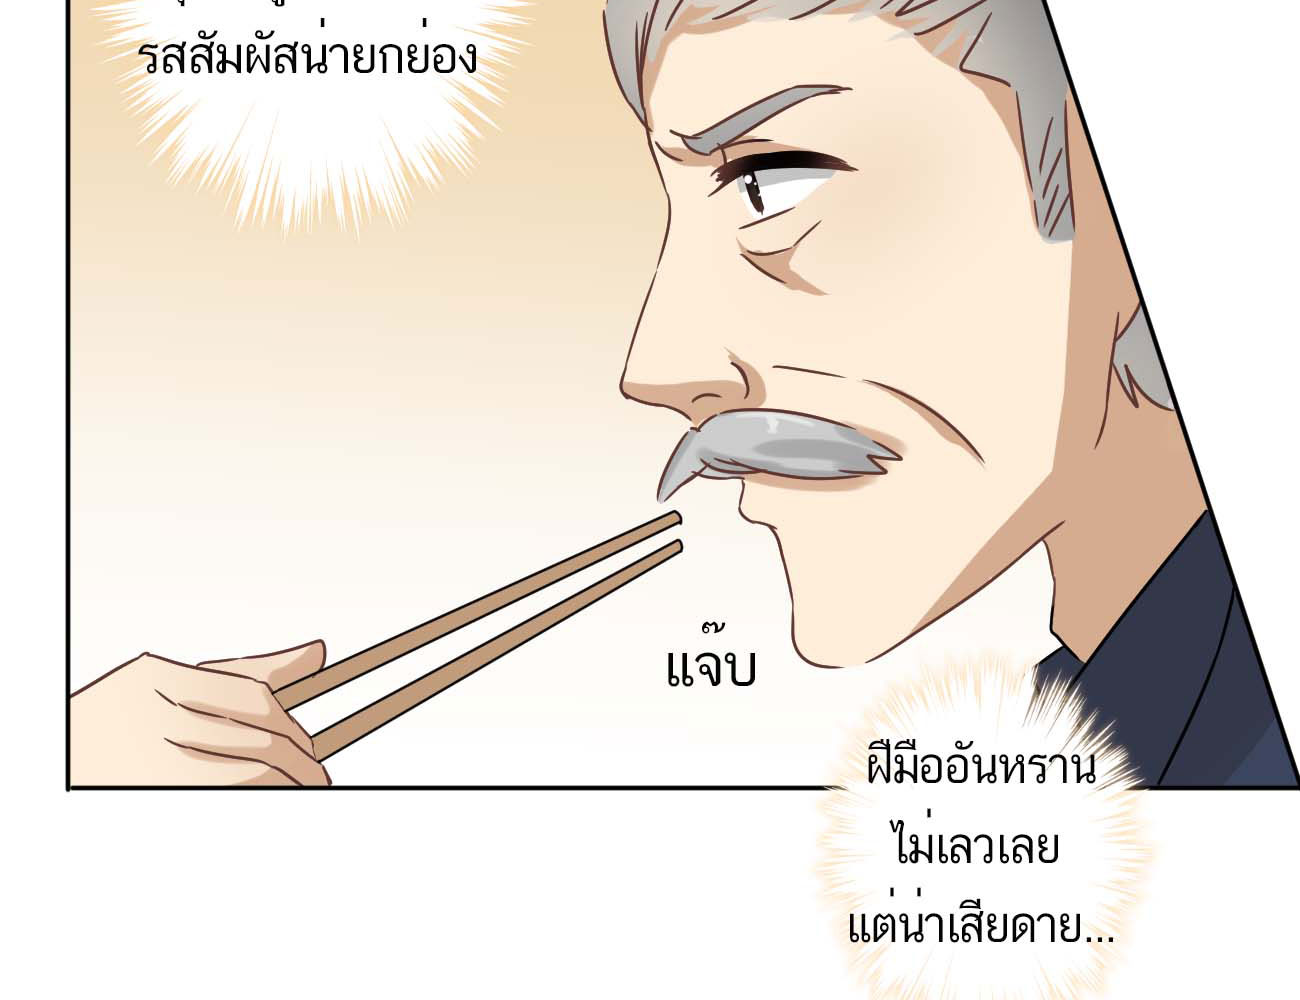 รสสัมผัสน่ายกย่อง
แจ๊บ
ฝีมืออันหราน
ไม่เลวเลย
แต่น่าเสียดาย...